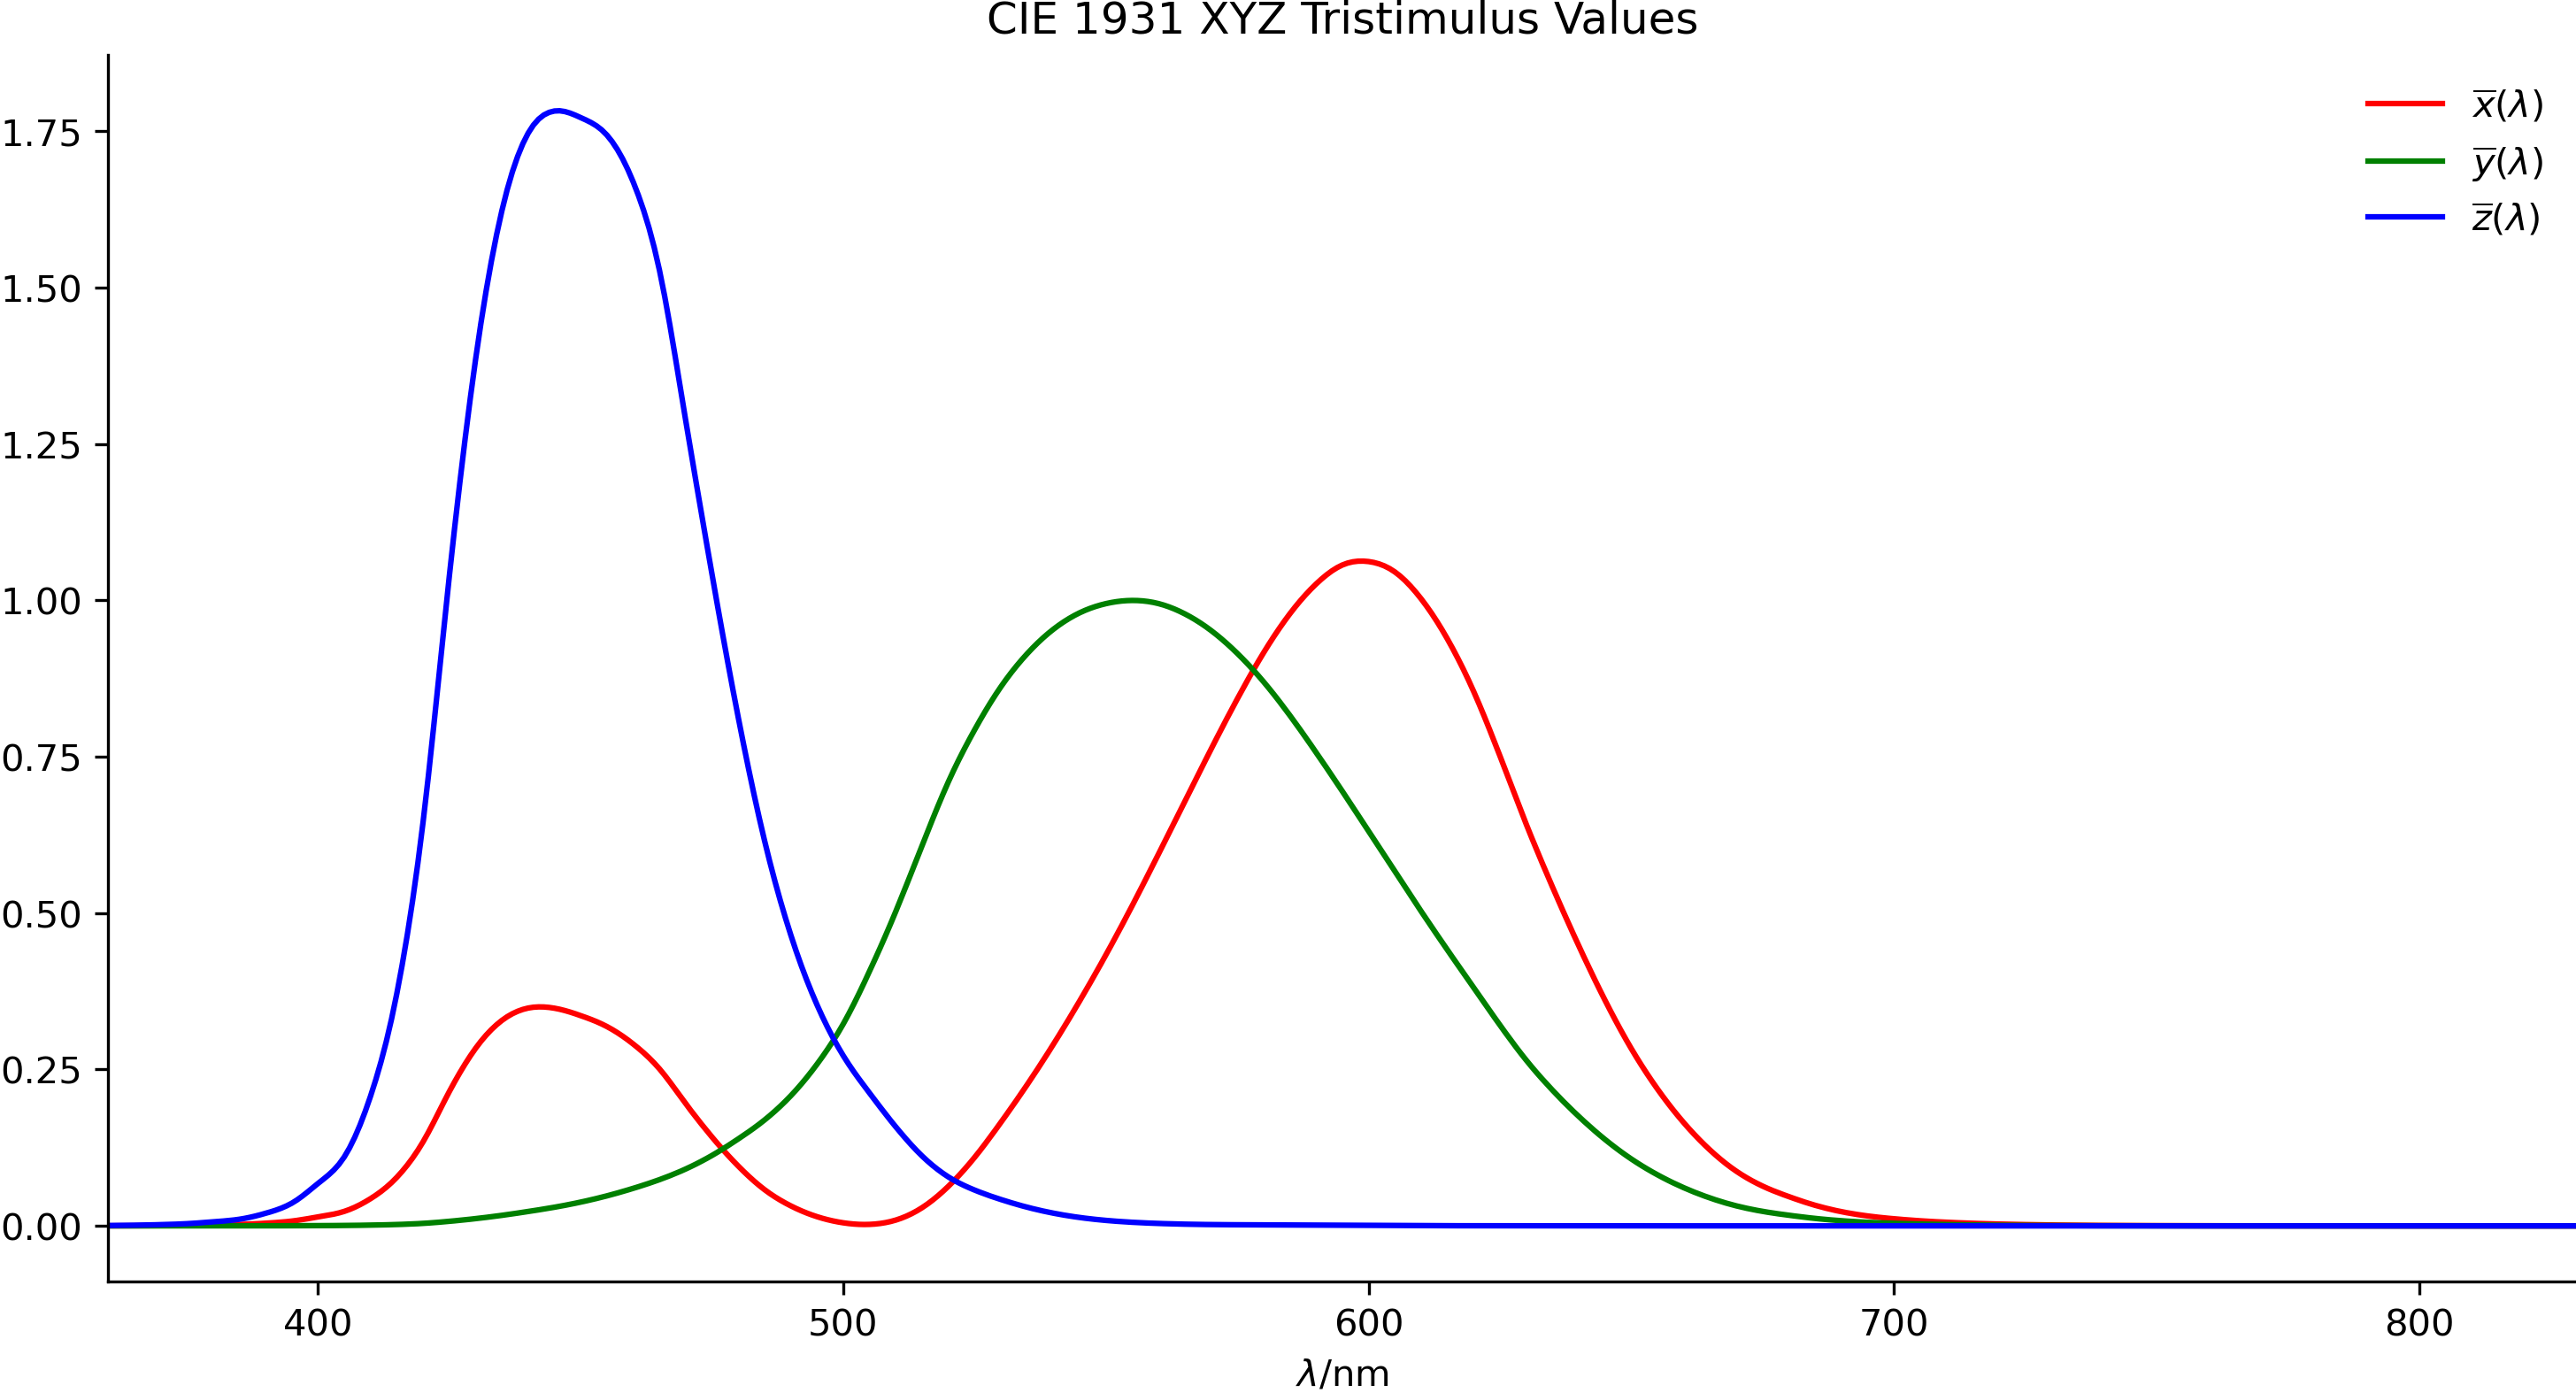 CIE 1931 XYZ Tristimulus Values
x̅(λ)
y̅(λ)
z̅(λ)
1.75
1.50
1.25
1.00
0.75
0.50
0.25
0.00
400 500 600 700 800
λ/nm